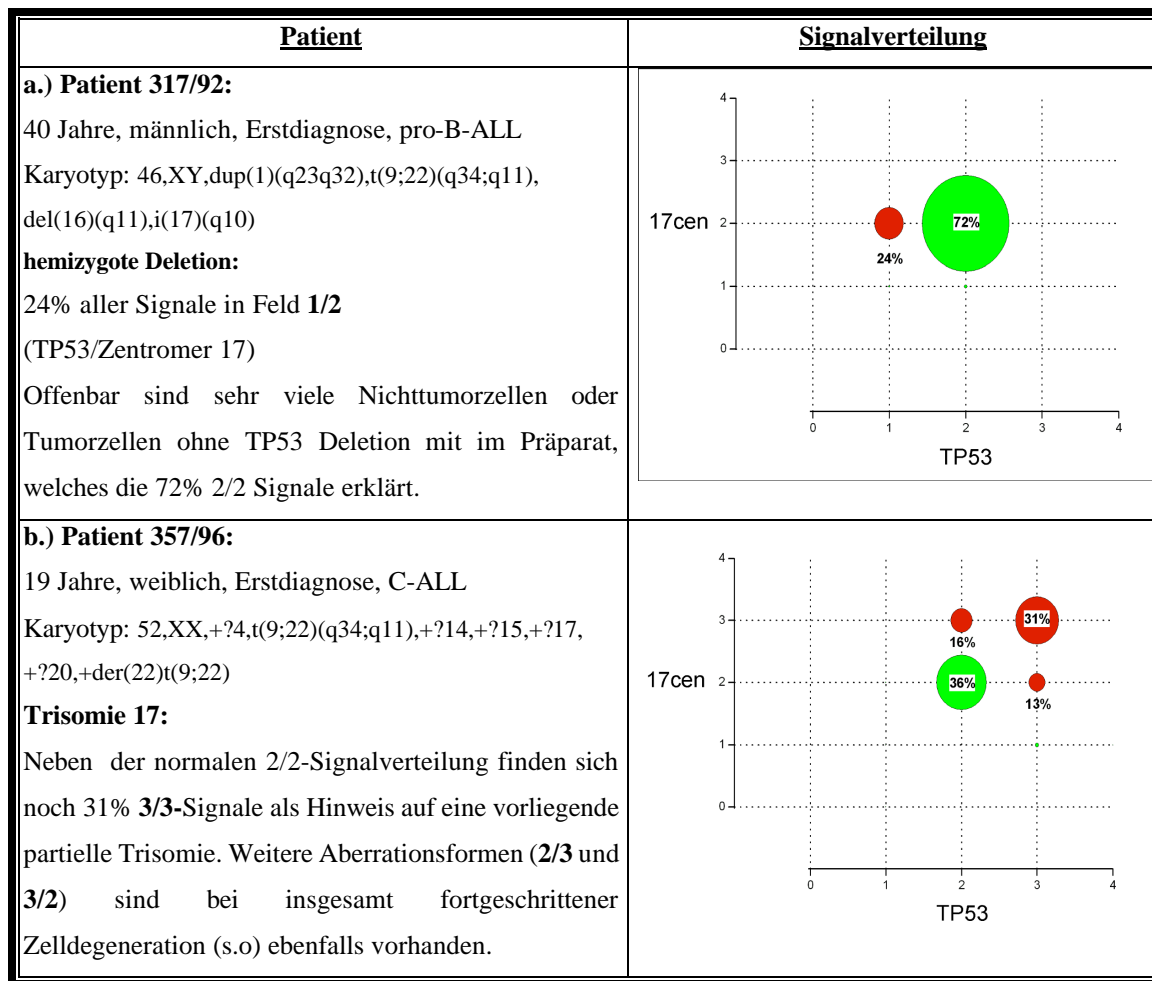 Patient
Signalverteilung
a.) Patient 317/92:
40 Jahre, männlich, Erstdiagnose, pro-B-ALL
Karyotyp: 46,XY,dup(1)(q23q32),t(9;22)(q34;q11),
del(16)(q11),i(17)(q10)
hemizygote Deletion:
24% aller Signale in Feld 1/2
(TP53/Zentromer 17)
Offenbar sind sehr viele Nichttumorzellen oder
Tumorzellen ohne TP53 Deletion mit im Präparat,
welches die 72% 2/2 Signale erklärt.
4
3
17cen 2
72%
24%
1
0
0 1 2 3 4
TP53
b.) Patient 357/96:
19 Jahre, weiblich, Erstdiagnose, C-ALL
Karyotyp: 52,XX,+?4,t(9;22)(q34;q11),+?14,+?15,+?17,
+?20,+der(22)t(9;22)
Trisomie 17:
Neben der normalen 2/2-Signalverteilung finden sich
noch 31% 3/3-Signale als Hinweis auf eine vorliegende
partielle Trisomie. Weitere Aberrationsformen (2/3 und
3/2) sind bei insgesamt fortgeschrittener
Zelldegeneration (s.o) ebenfalls vorhanden.
4
3
31%
16%
17cen 2
36%
13%
1
0
0 1 2 3 4
TP53